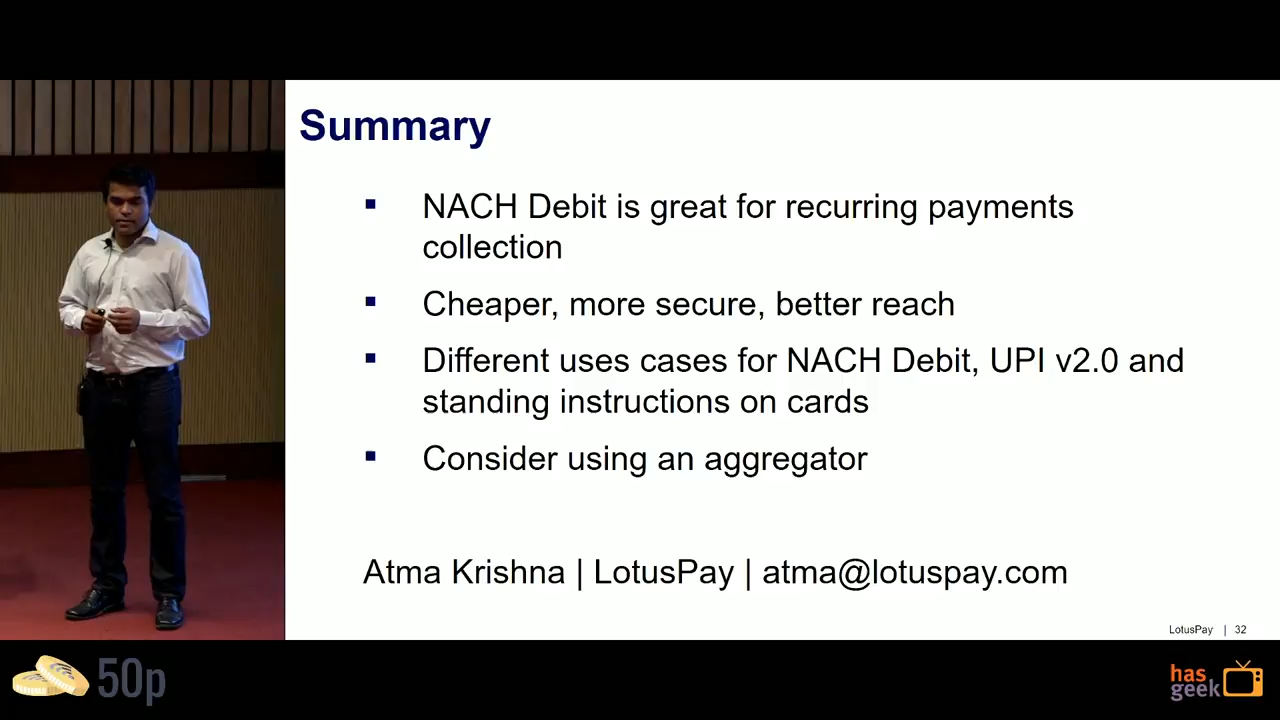 Summary
NACH Debit is great for recurring payments
collection
Cheaper, more secure, better reach
Different uses cases for NACH Debit, UPI v2.0 and
standing instructions on cards
Consider using an aggregator
Atma Krishna | LotusPay | atma@lotuspay.com
LotusPay | 32
50p
has
geek